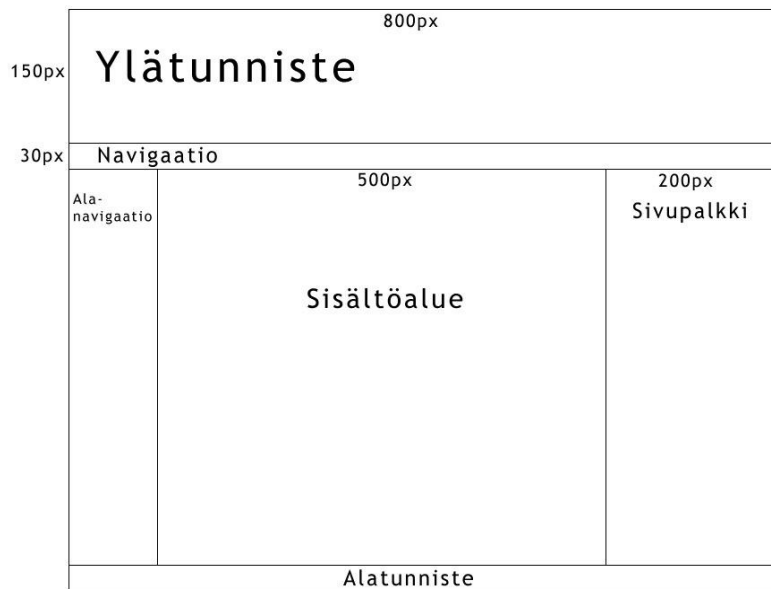 800px
150px
Ylätunniste
30px
Navigaatio
500px
200px
Ala-
navigaatio
Sivupalkki
Sisältöalue
Alatunniste